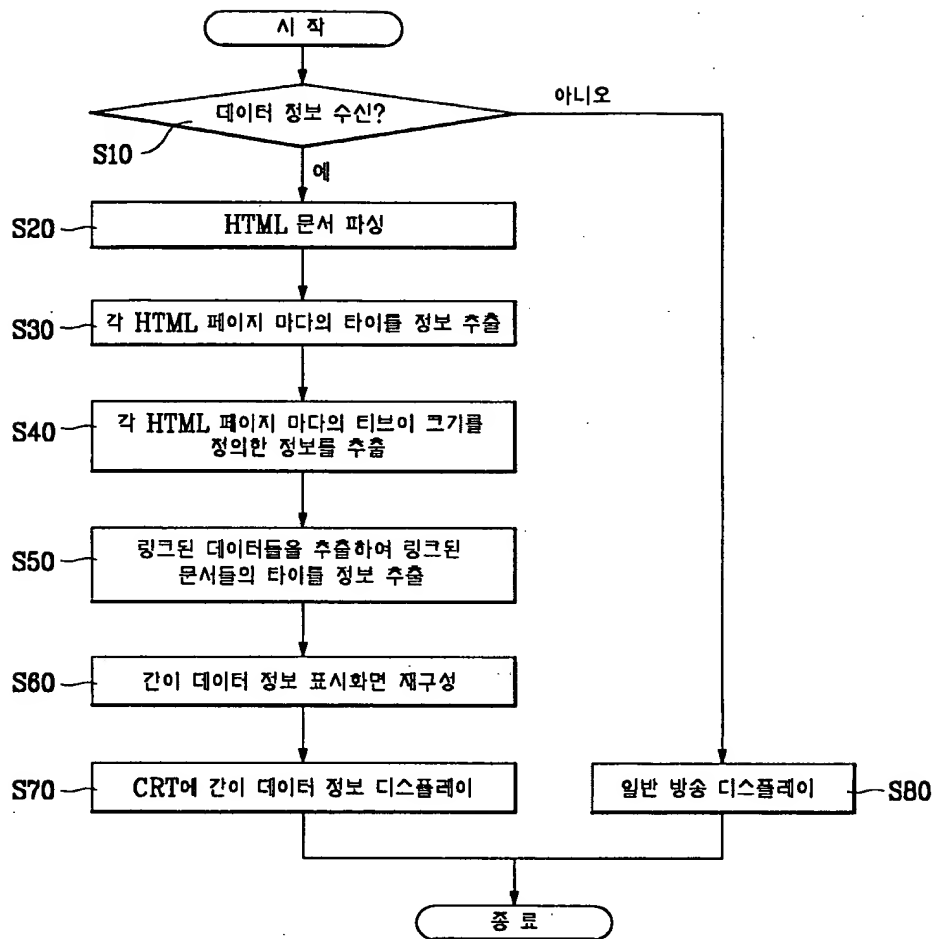 시 작
데이터 정보 수신?
아니오
S10
예
S20
HTML 문서 파싱
S30
각 HTML 페이지 마다의 타이틀 정보 추출
S40
각 HTML 페이지 마다의 티브이 크기를
정의한 정보를 추출
S50
링크된 데이터들을 추출하여 링크된
문서들의 타이틀 정보 추출
S60
간이 데이터 정보 표시화면 재구성
S70
CRT에 간이 데이터 정보 디스플레이
일반 방송 디스플레이
S80
종 료